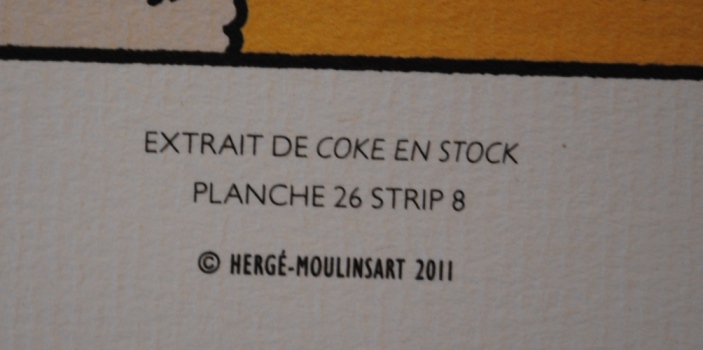 EXTRAIT DE COKE EN STOCK
PLANCHE 26 STRIP 8
© HERGÉ-MOULINSART 2011